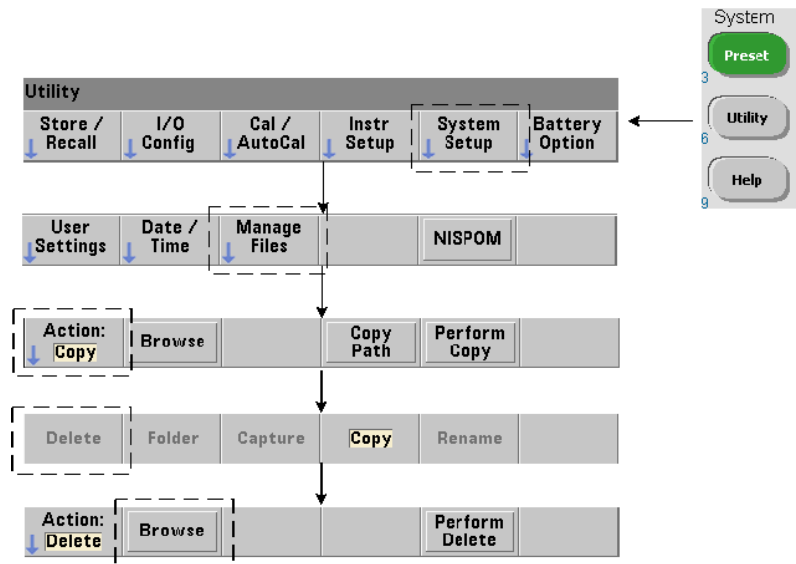 System
Preset
3
Utility
6
Help
9
Utility
Store / Recall
I/O Config
Cal / AutoCal
Instr Setup
System Setup
Battery Option
User Settings
Date / Time
Manage Files
NISPOM
Action: Copy
Browse
Copy Path
Perform Copy
Delete
Folder
Capture
Copy
Rename
Action: Delete
Browse
Perform Delete